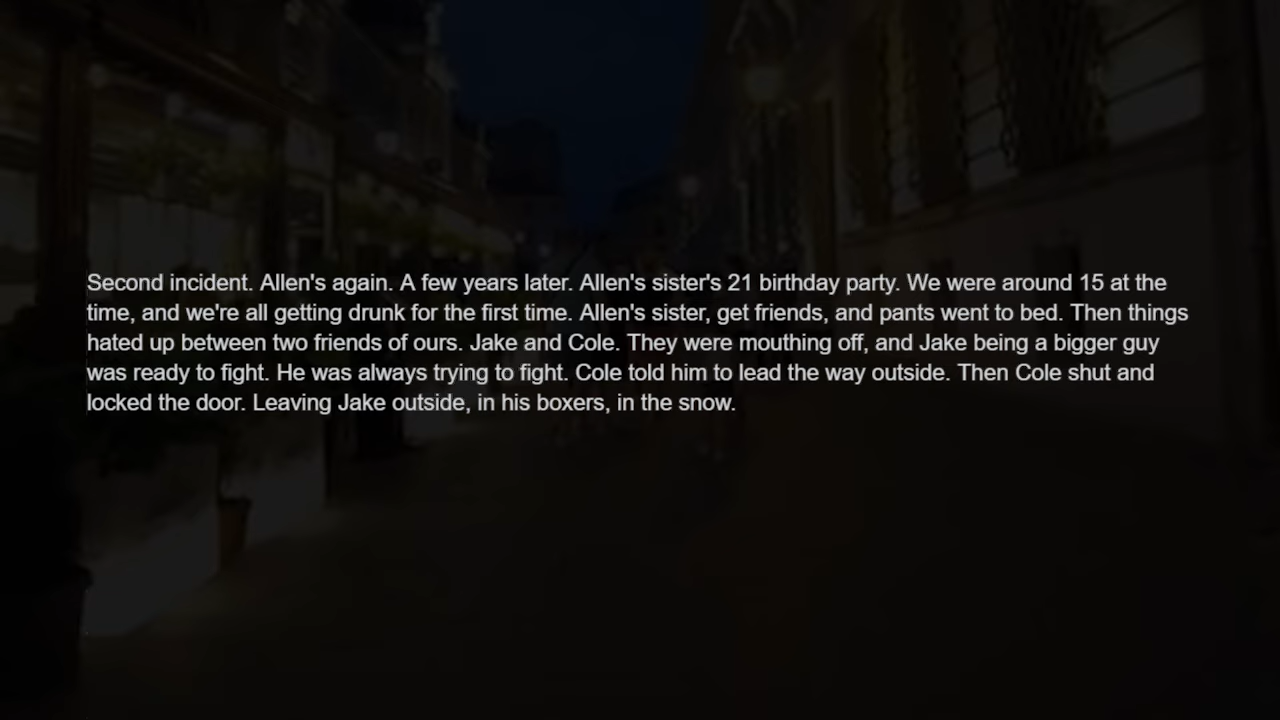 Second incident. Allen's again. A few years later. Allen's sister's 21 birthday party. We were around 15 at the
time, and we're all getting drunk for the first time. Allen's sister, get friends, and pants went to bed. Then things
hated up between two friends of ours. Jake and Cole. They were mouthing off, and Jake being a bigger guy
was ready to fight. He was always trying to fight. Cole told him to lead the way outside. Then Cole shut and
locked the door. Leaving Jake outside, in his boxers, in the snow.